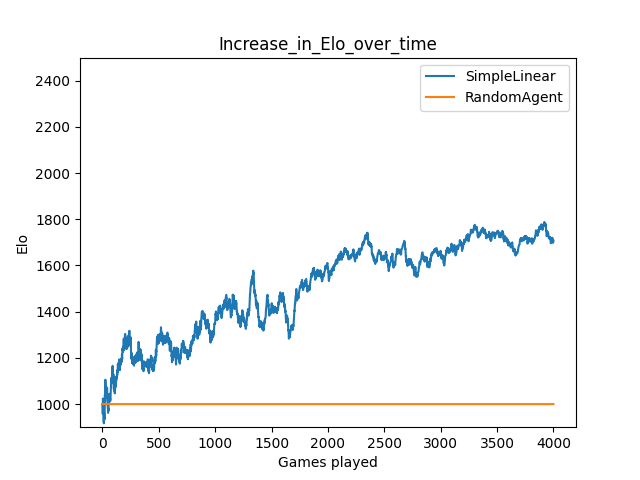 Increase_in_Elo_over_time
SimpleLinear
RandomAgent
2400
2200
2000
1800
1600
1400
1200
1000
Elo
0 500 1000 1500 2000 2500 3000 3500 4000
Games played